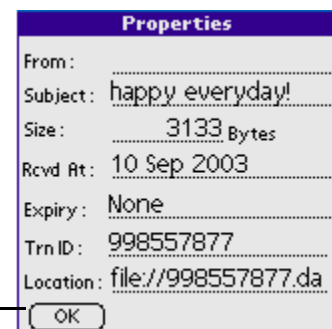 Properties
From:
Subject: happy everyday!
Size: 3133 Bytes
Rcvd At: 10 Sep 2003
Expiry: None
Trn ID: 998557877
Location: file://998557877.da
OK